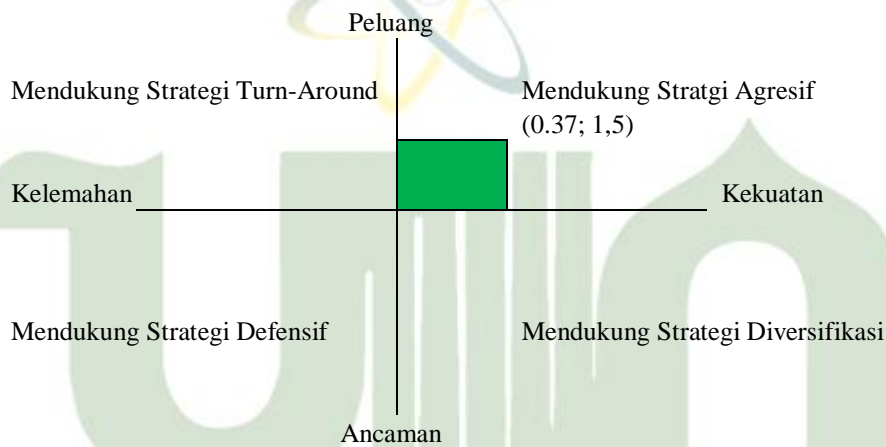 Peluang
Mendukung Strategi Turn-Around
Mendukung Stratgi Agresif
(0.37; 1,5)
Kelemahan
Kekuatan
Mendukung Strategi Defensif
Mendukung Strategi Diversifikasi
Ancaman